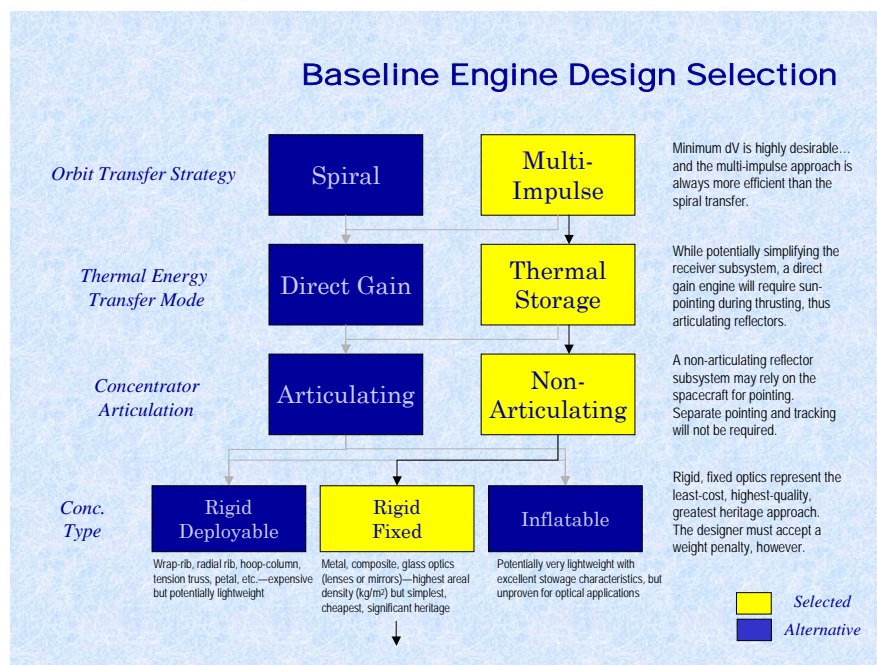 Baseline Engine Design Selection
Orbit Transfer Strategy
Spiral
Multi-
Impulse
Minimum dV is highly desirable…
and the multi-impulse approach is
always more efficient than the
spiral transfer.
Thermal Energy
Transfer Mode
Direct Gain
Thermal
Storage
While potentially simplifying the
receiver subsystem, a direct
gain engine will require sun-
pointing during thrusting, thus
articulating reflectors.
Concentrator
Articulation
Articulating
Non-
Articulating
A non-articulating reflector
subsystem may rely on the
spacecraft for pointing.
Separate pointing and tracking
will not be required.
Conc.
Type
Rigid
Deployable
Rigid
Fixed
Inflatable
Rigid, fixed optics represent the
least-cost, highest-quality,
greatest heritage approach.
The designer must accept a
weight penalty, however.
Wrap-rib, radial rib, hoop-column,
tension truss, petal, etc.—expensive
but potentially lightweight
Metal, composite, glass optics
(lenses or mirrors)—highest areal
density (kg/m²) but simplest,
cheapest, significant heritage
Potentially very lightweight with
excellent stowage characteristics, but
unproven for optical applications
Selected
Alternative